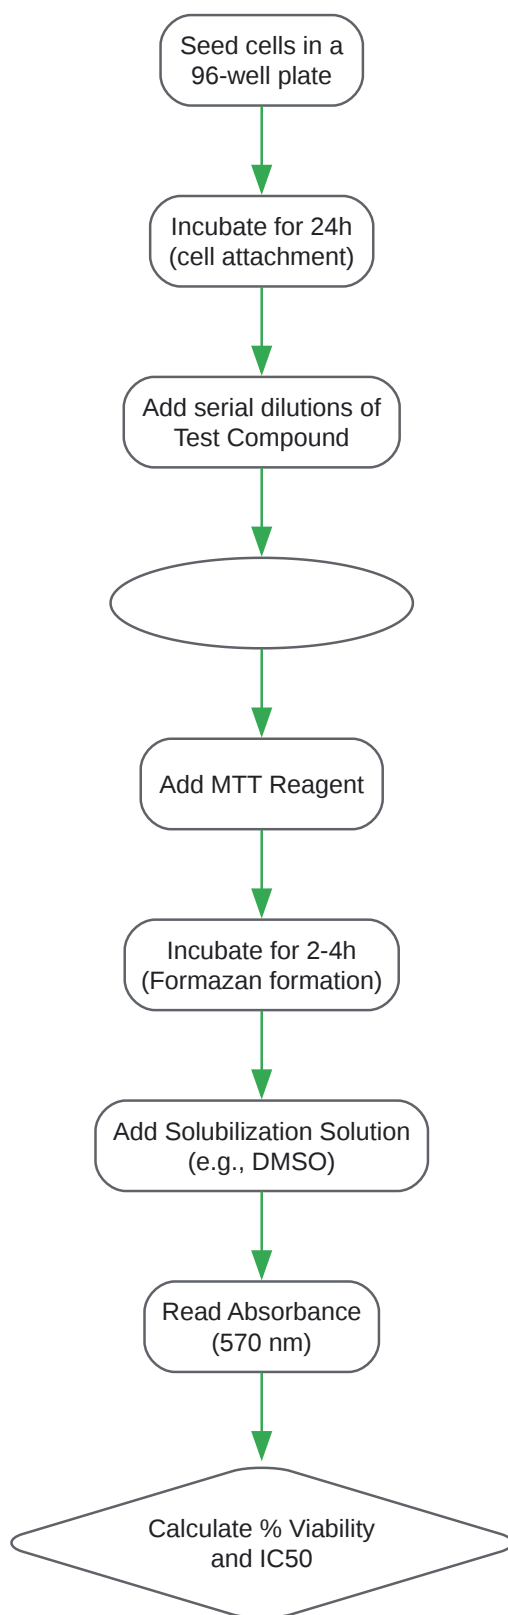 Seed cells in a
96-well plate
Incubate for 24h
(cell attachment)
Add serial dilutions of
Test Compound
Add MTT Reagent
Incubate for 2-4h
(Formazan formation)
Add Solubilization Solution
(e.g., DMSO)
Read Absorbance
(570 nm)
Calculate % Viability
and IC50